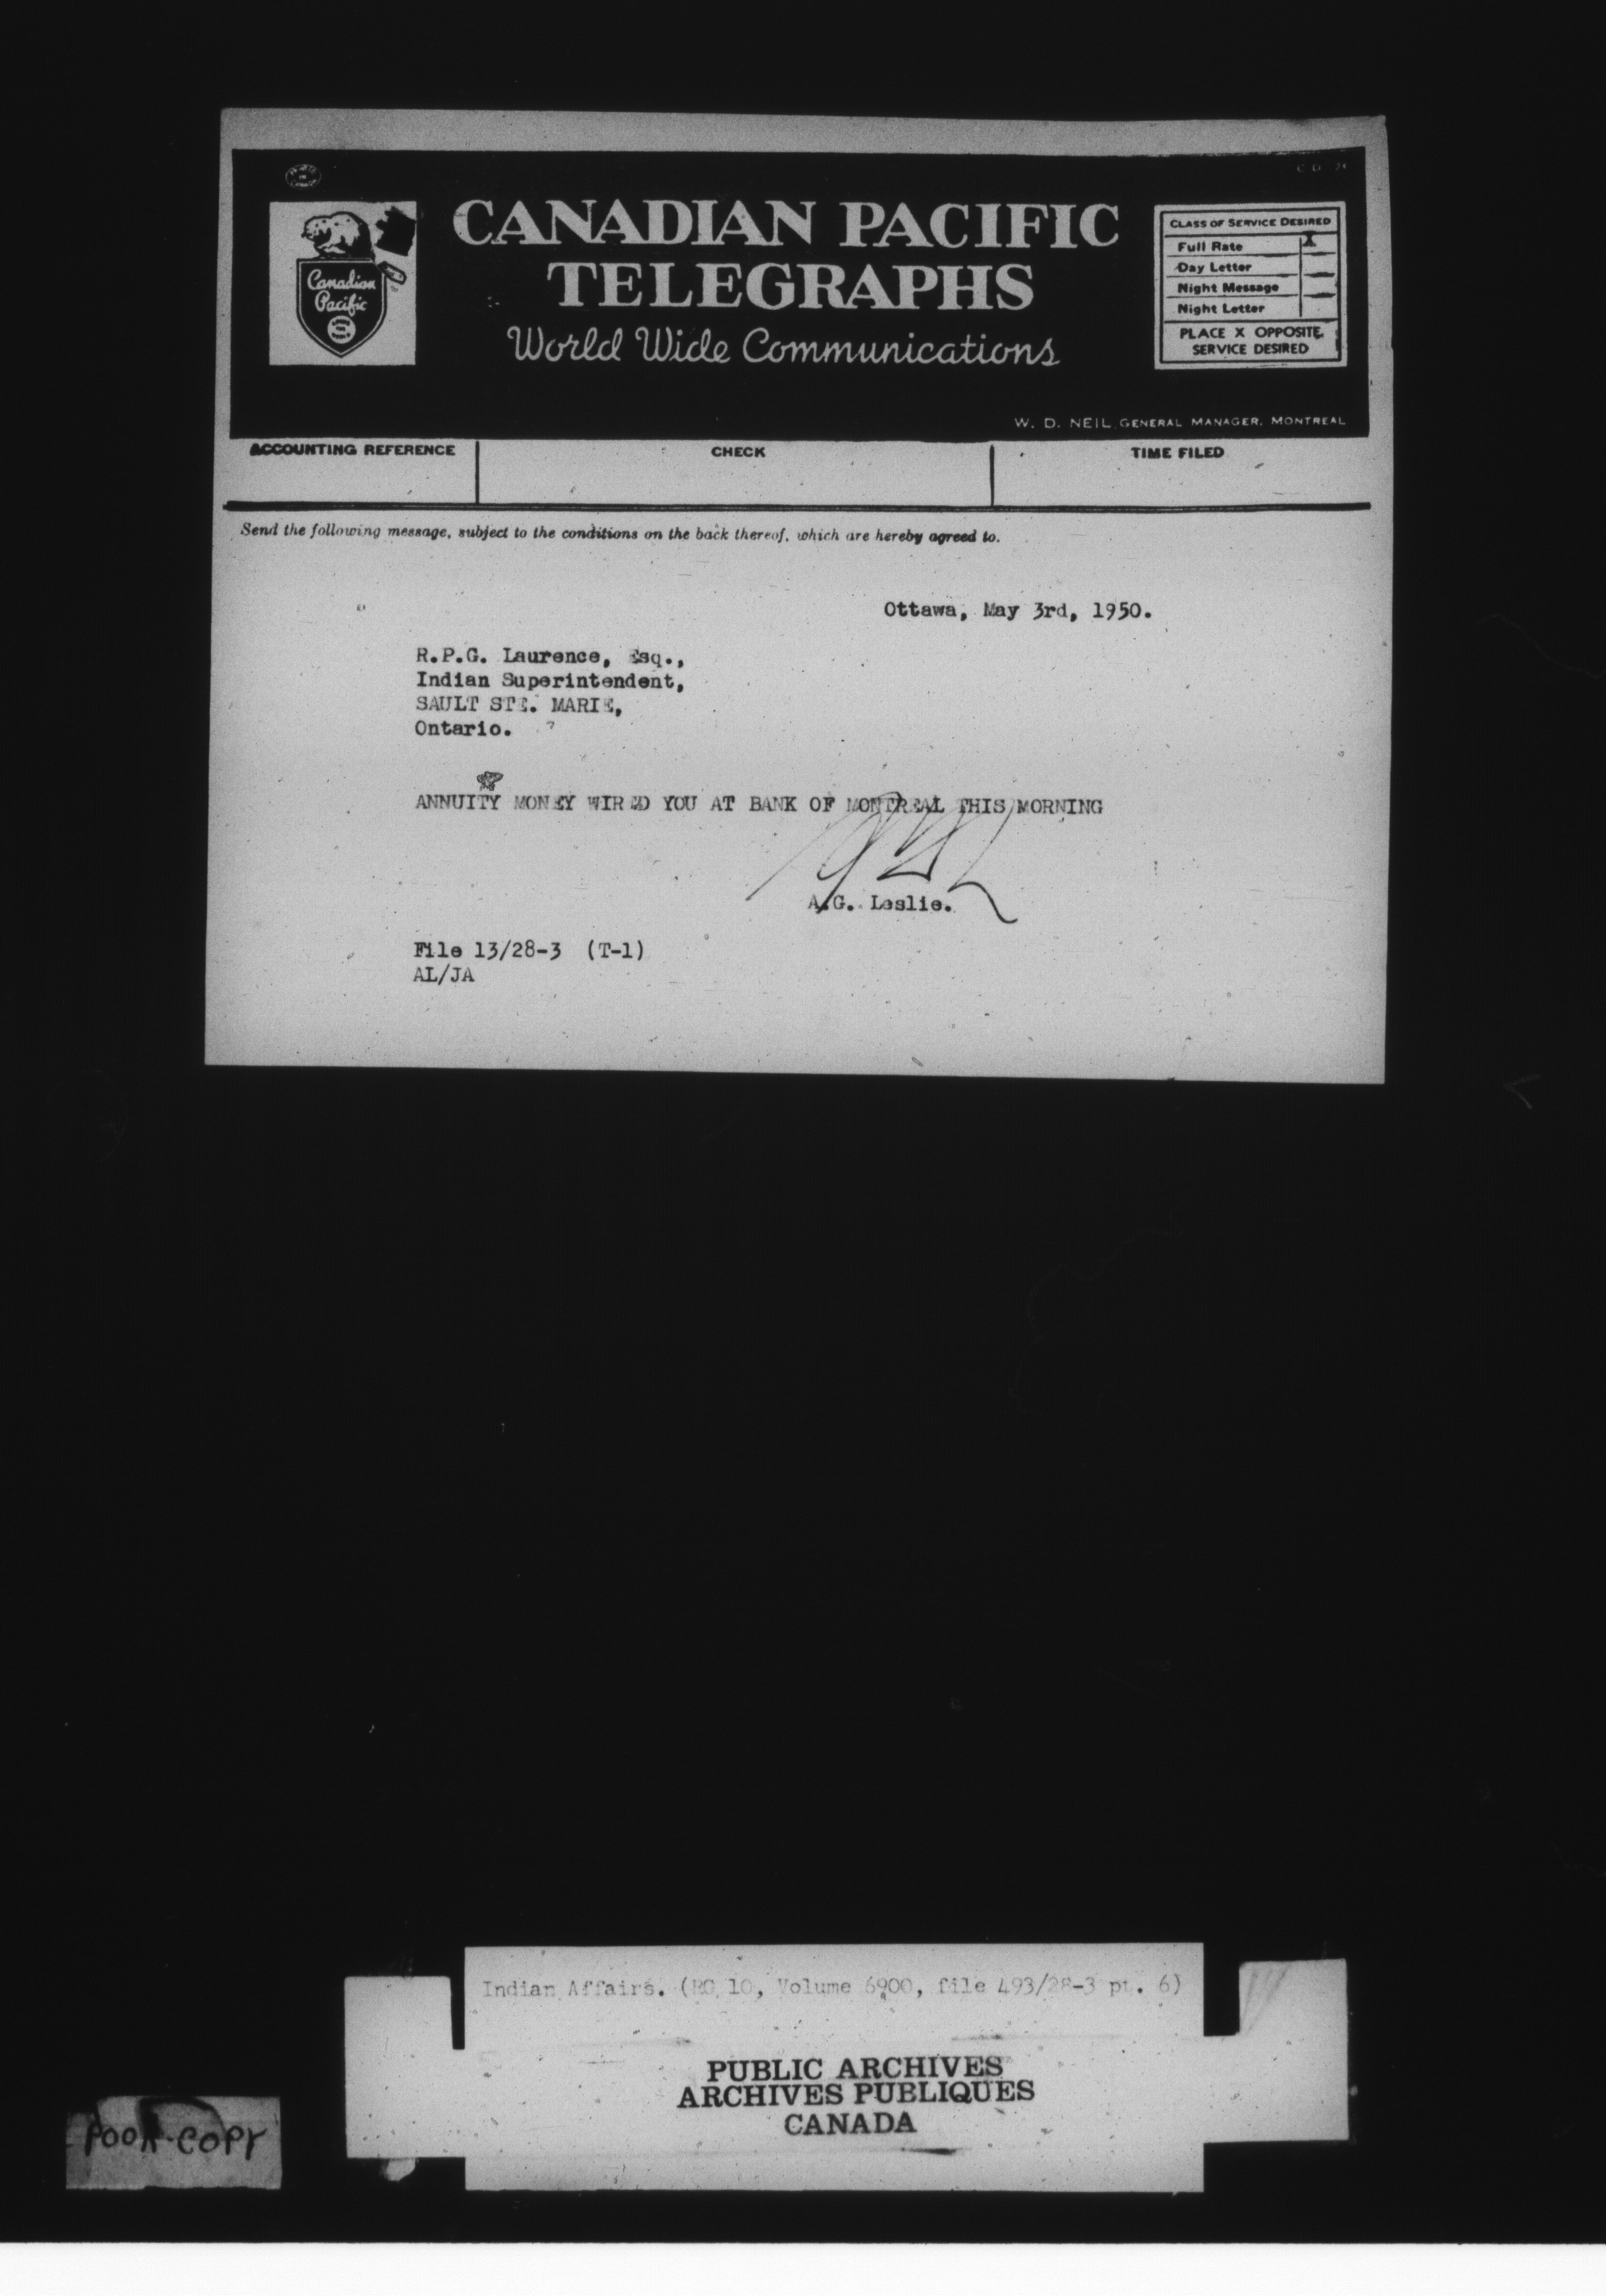 CANADIAN PACIFIC
TELEGRAPHS
World Wide Communications
Canadian
Pacific
CLASS OF SERVICE DESIRED
Full Rate X
Day Letter
Night Message
Night Letter
PLACE X OPPOSITE
SERVICE DESIRED
W. D. NEIL, GENERAL MANAGER, MONTREAL
ACCOUNTING REFERENCE CHECK TIME FILED
Send the following message, subject to the conditions on the back thereof, which are hereby agreed to.
Ottawa, May 3rd, 1950.
R.P.G. Laurence, Esq.,
Indian Superintendent,
SAULT STE. MARIE,
Ontario.
ANNUITY MONEY WIRED YOU AT BANK OF MONTREAL THIS MORNING
A.G. Leslie.
File 13/28-3 (T-1)
AL/JA
Indian Affairs. (RG 10, Volume 6900, file 493/28-3 pt. 6)
PUBLIC ARCHIVES
ARCHIVES PUBLIQUES
CANADA
POOR COPY